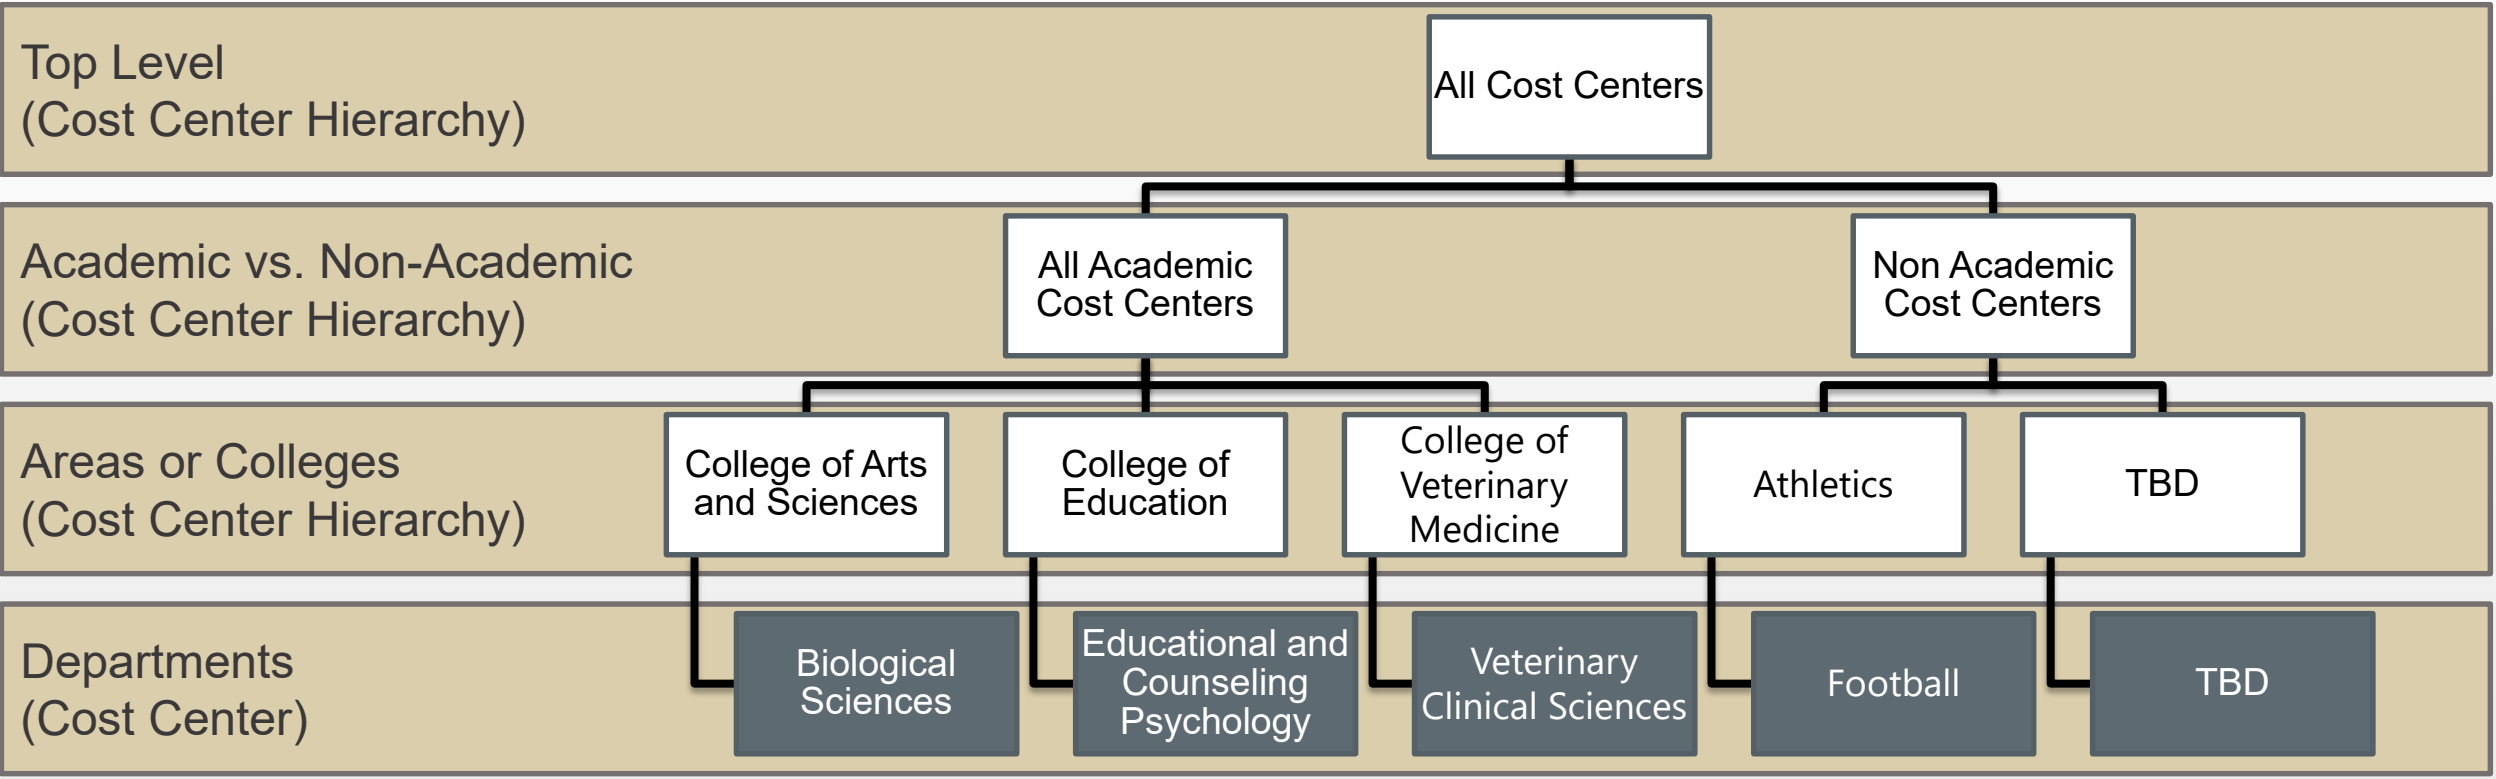 Top Level
(Cost Center Hierarchy)
All Cost Centers
Academic vs. Non-Academic
(Cost Center Hierarchy)
All Academic
Cost Centers
Non Academic
Cost Centers
Areas or Colleges
(Cost Center Hierarchy)
College of Arts
and Sciences
College of
Education
College of
Veterinary
Medicine
Athletics
TBD
Departments
(Cost Center)
Biological
Sciences
Educational and
Counseling
Psychology
Veterinary
Clinical Sciences
Football
TBD